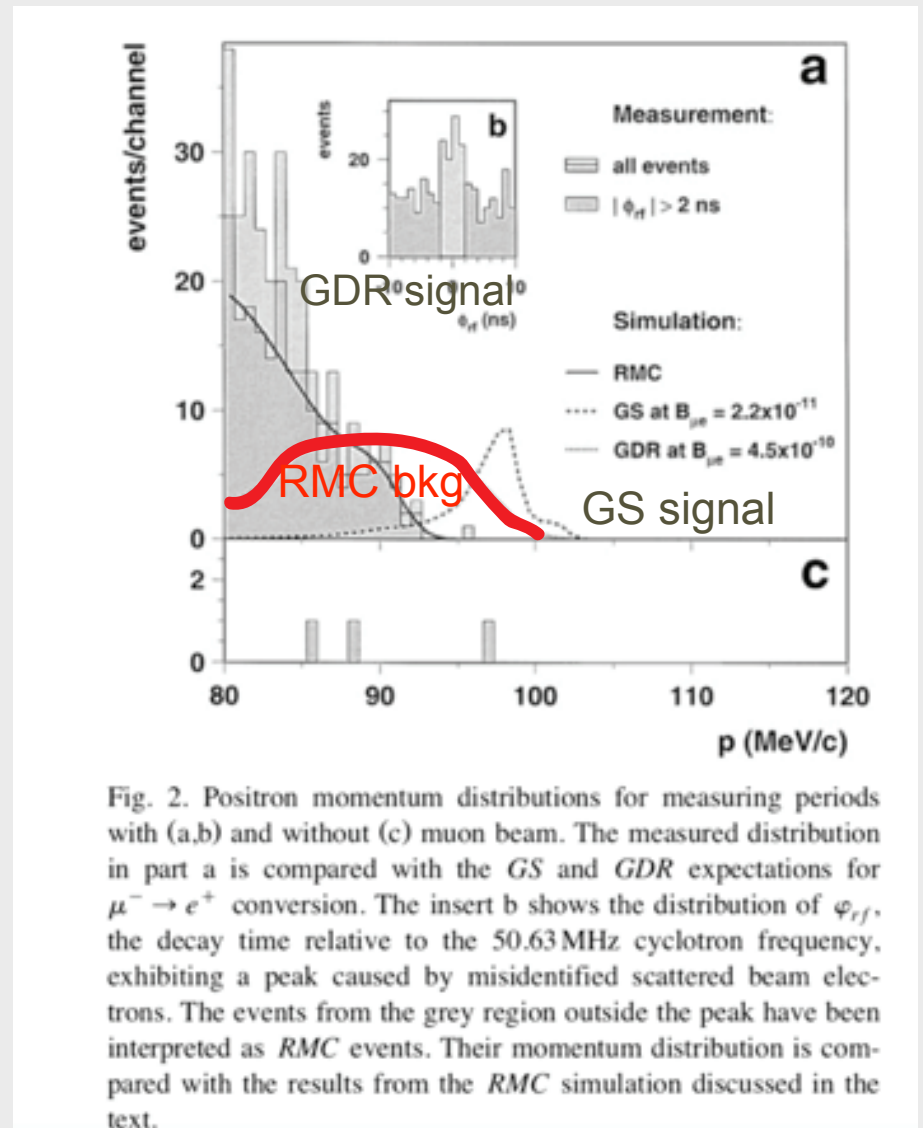 a
events/channel
30
20
10
0
b
events
20
0
10
ϕrf (ns)
Measurement:
all events
| ϕrf | > 2 ns
Simulation:
RMC
GS at Bμe = 2.2x10-11
GDR at Bμe = 4.5x10-10
GDR signal
RMC bkg
GS signal
c
2
0
80 90 100 110 120
p (MeV/c)
Fig. 2. Positron momentum distributions for measuring periods
with (a,b) and without (c) muon beam. The measured distribution
in part a is compared with the GS and GDR expectations for
μ− → e+ conversion. The insert b shows the distribution of φrf,
the decay time relative to the 50.63 MHz cyclotron frequency,
exhibiting a peak caused by misidentified scattered beam elec-
trons. The events from the grey region outside the peak have been
interpreted as RMC events. Their momentum distribution is com-
pared with the results from the RMC simulation discussed in the
text.